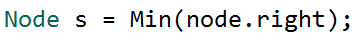 Node s = Min(node.right);